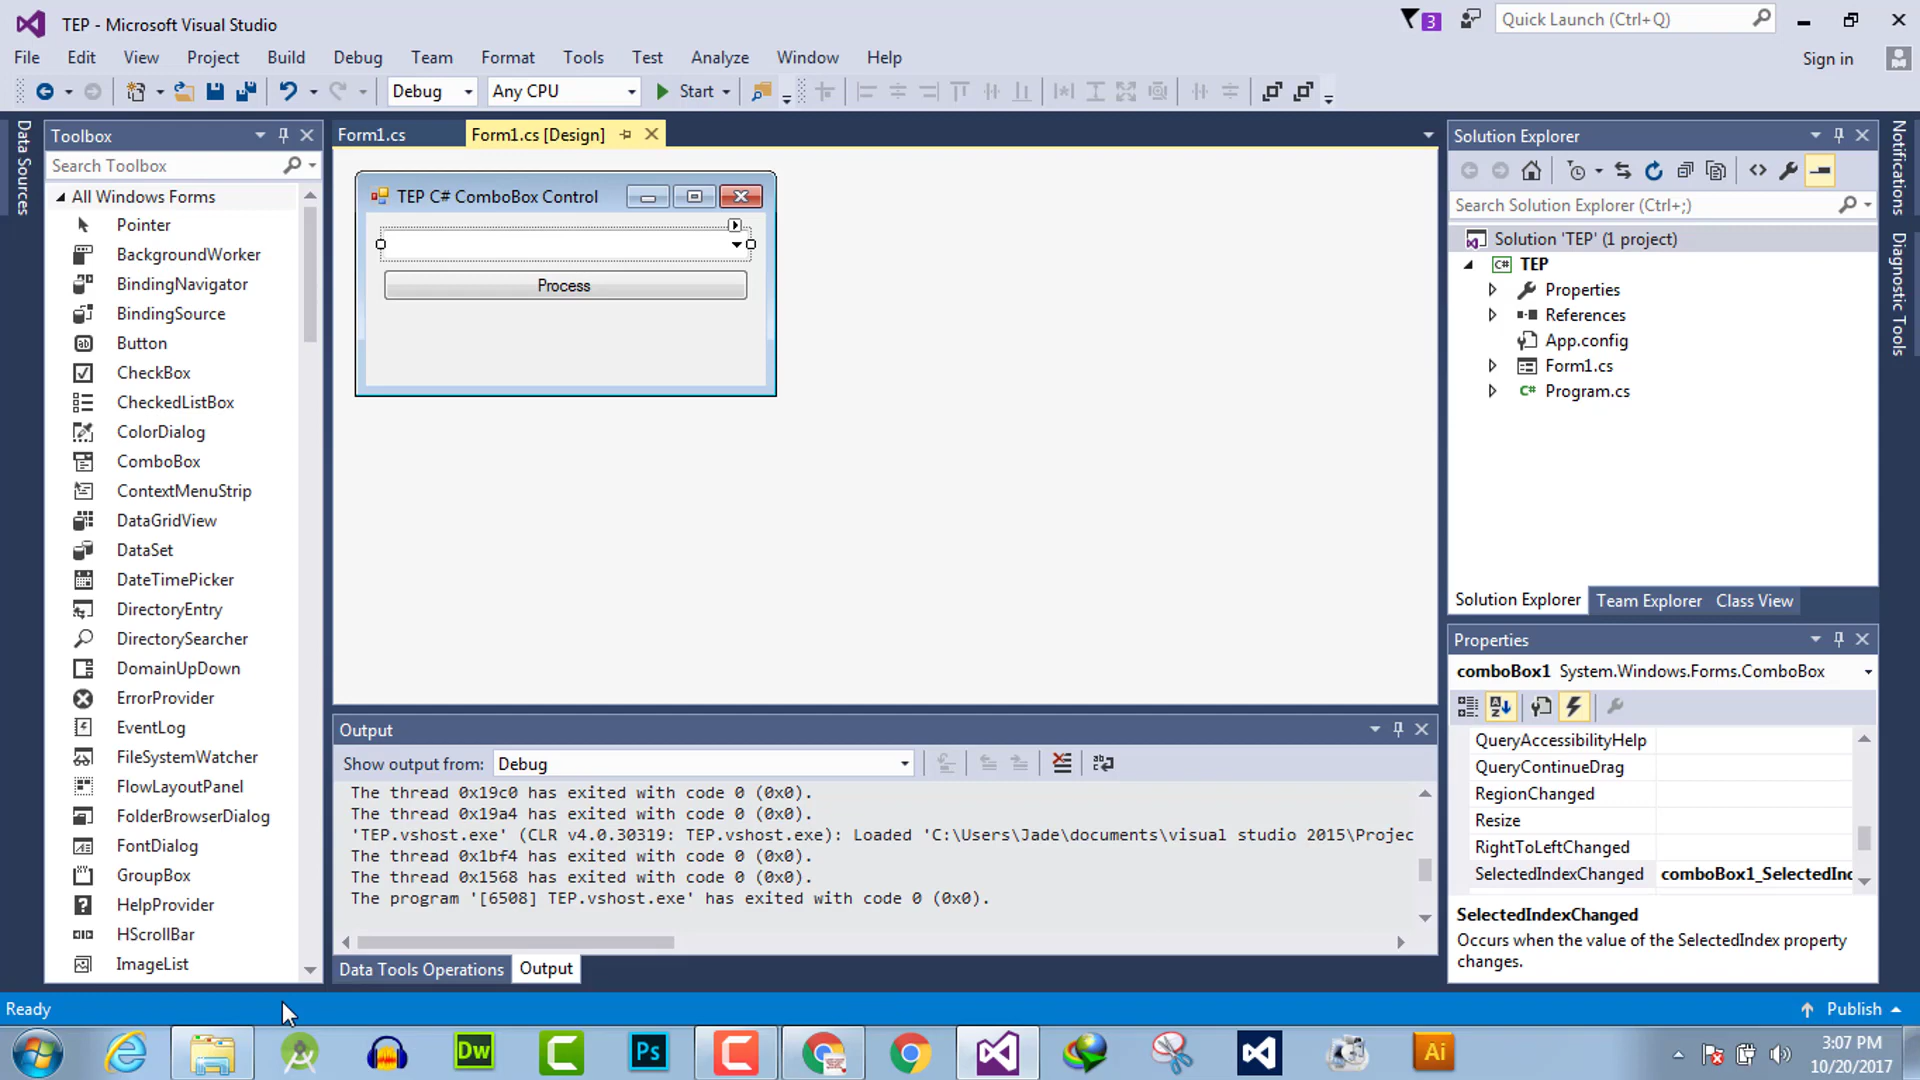 TEP - Microsoft Visual Studio
3
Quick Launch (Ctrl+Q)
File Edit View Project Build Debug Team Format Tools Test Analyze Window Help
Sign in
Debug Any CPU Start
Data Sources
Toolbox
Search Toolbox
All Windows Forms
Pointer
BackgroundWorker
BindingNavigator
BindingSource
Button
CheckBox
CheckedListBox
ColorDialog
ComboBox
ContextMenuStrip
DataGridView
DataSet
DateTimePicker
DirectoryEntry
DirectorySearcher
DomainUpDown
ErrorProvider
EventLog
FileSystemWatcher
FlowLayoutPanel
FolderBrowserDialog
FontDialog
GroupBox
HelpProvider
HScrollBar
ImageList
Form1.cs Form1.cs [Design]
TEP C# ComboBox Control
Process
Output
Show output from: Debug
The thread 0x19c0 has exited with code 0 (0x0).
The thread 0x19a4 has exited with code 0 (0x0).
'TEP.vshost.exe' (CLR v4.0.30319: TEP.vshost.exe): Loaded 'C:\Users\Jade\documents\visual studio 2015\Projec
The thread 0x1bf4 has exited with code 0 (0x0).
The thread 0x1568 has exited with code 0 (0x0).
The program '[6508] TEP.vshost.exe' has exited with code 0 (0x0).
Data Tools Operations Output
Solution Explorer
Search Solution Explorer (Ctrl+;)
Solution 'TEP' (1 project)
C# TEP
Properties
References
App.config
Form1.cs
C# Program.cs
Solution Explorer Team Explorer Class View
Properties
comboBox1 System.Windows.Forms.ComboBox
QueryAccessibilityHelp
QueryContinueDrag
RegionChanged
Resize
RightToLeftChanged
SelectedIndexChanged comboBox1_SelectedInd
SelectedIndexChanged
Occurs when the value of the SelectedIndex property
changes.
Notifications
Diagnostic Tools
Ready
Publish
Dw
Ps
Ai
3:07 PM
10/20/2017